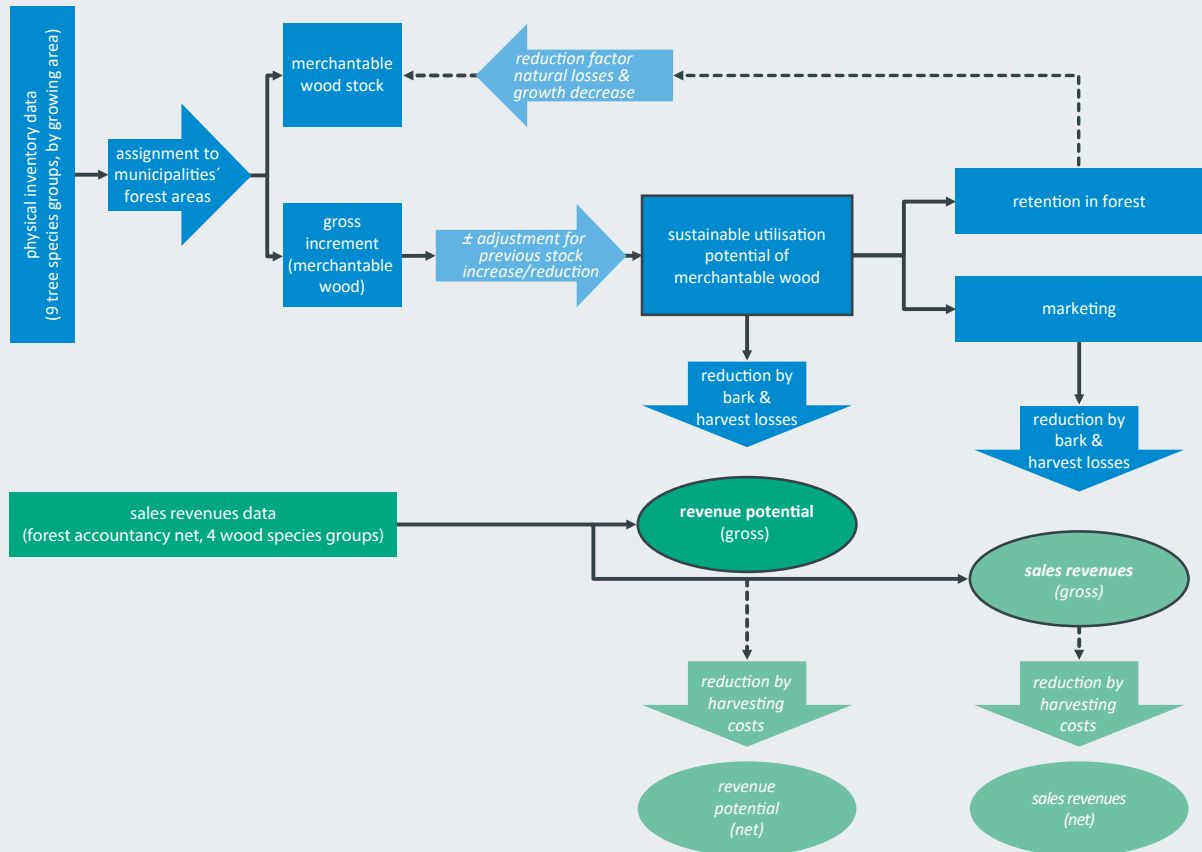 physical inventory data
(9 tree species groups, by growing area)
assignment to
municipalities´
forest areas
merchantable
wood stock
reduction factor
natural losses &
growth decrease
gross
increment
(merchantable
wood)
± adjustment for
previous stock
increase/reduction
sustainable utilisation
potential of
merchantable wood
retention in forest
marketing
reduction by
bark &
harvest losses
reduction by
bark &
harvest losses
sales revenues data
(forest accountancy net, 4 wood species groups)
revenue potential
(gross)
sales revenues
(gross)
reduction by
harvesting
costs
reduction by
harvesting
costs
revenue
potential
(net)
sales revenues
(net)